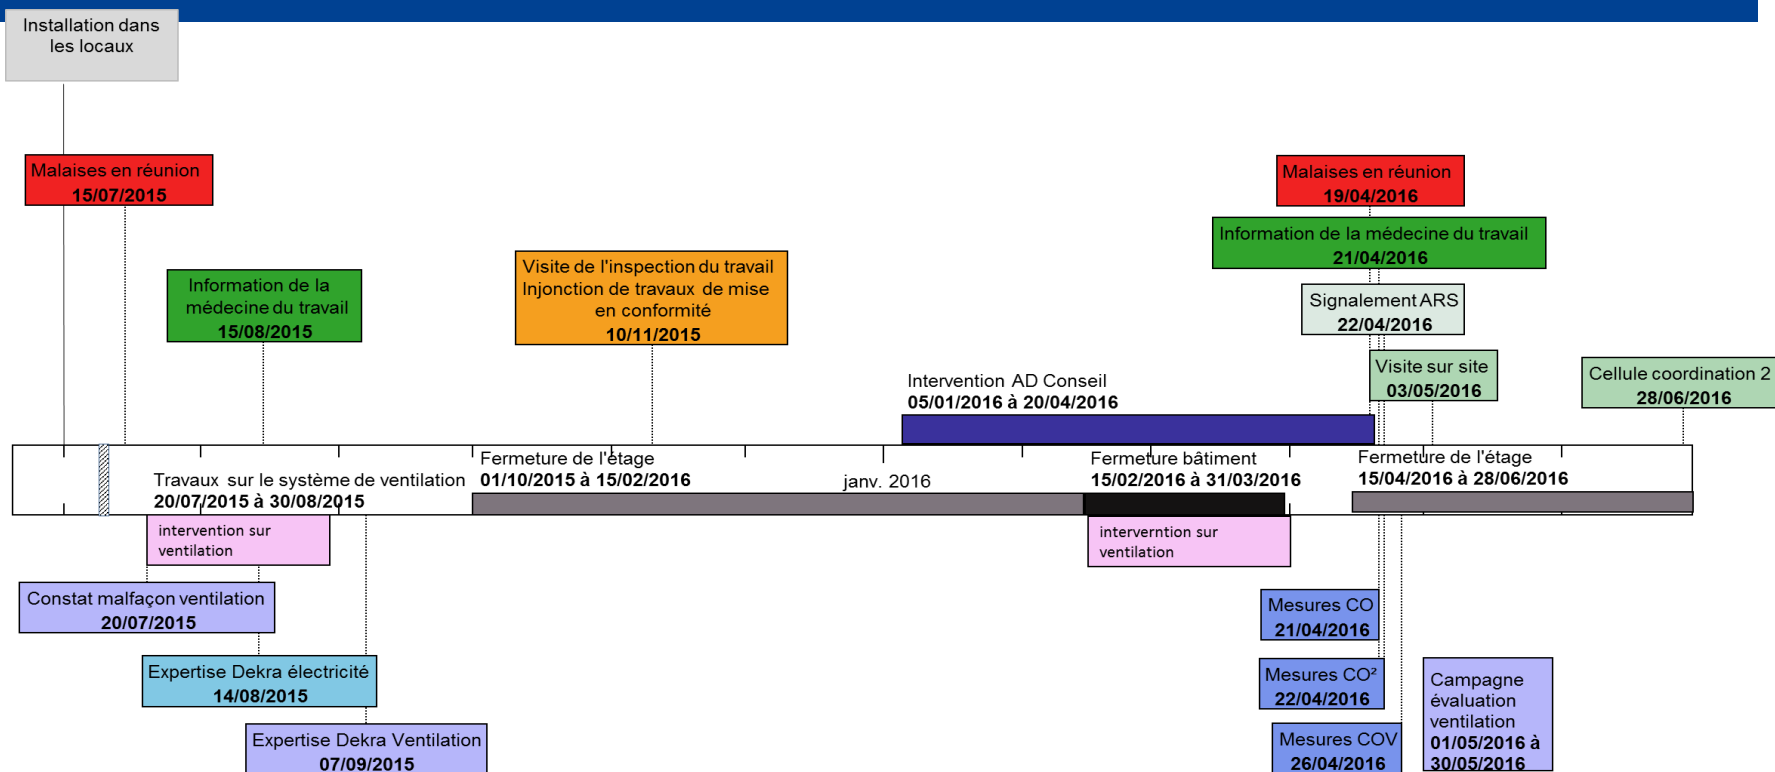 Installation dans
les locaux
Malaises en réunion
15/07/2015
Malaises en réunion
19/04/2016
Information de la médecine du travail
21/04/2016
Information de la
médecine du travail
15/08/2015
Visite de l'inspection du travail
Injonction de travaux de mise
en conformité
10/11/2015
Signalement ARS
22/04/2016
Visite sur site
03/05/2016
Cellule coordination 2
28/06/2016
Intervention AD Conseil
05/01/2016 à 20/04/2016
Travaux sur le système de ventilation
20/07/2015 à 30/08/2015
Fermeture de l'étage
01/10/2015 à 15/02/2016
janv. 2016
Fermeture bâtiment
15/02/2016 à 31/03/2016
Fermeture de l'étage
15/04/2016 à 28/06/2016
intervention sur
ventilation
interverntion sur
ventilation
Constat malfaçon ventilation
20/07/2015
Expertise Dekra électricité
14/08/2015
Expertise Dekra Ventilation
07/09/2015
Mesures CO
21/04/2016
Mesures CO²
22/04/2016
Mesures COV
26/04/2016
Campagne
évaluation
ventilation
01/05/2016 à
30/05/2016